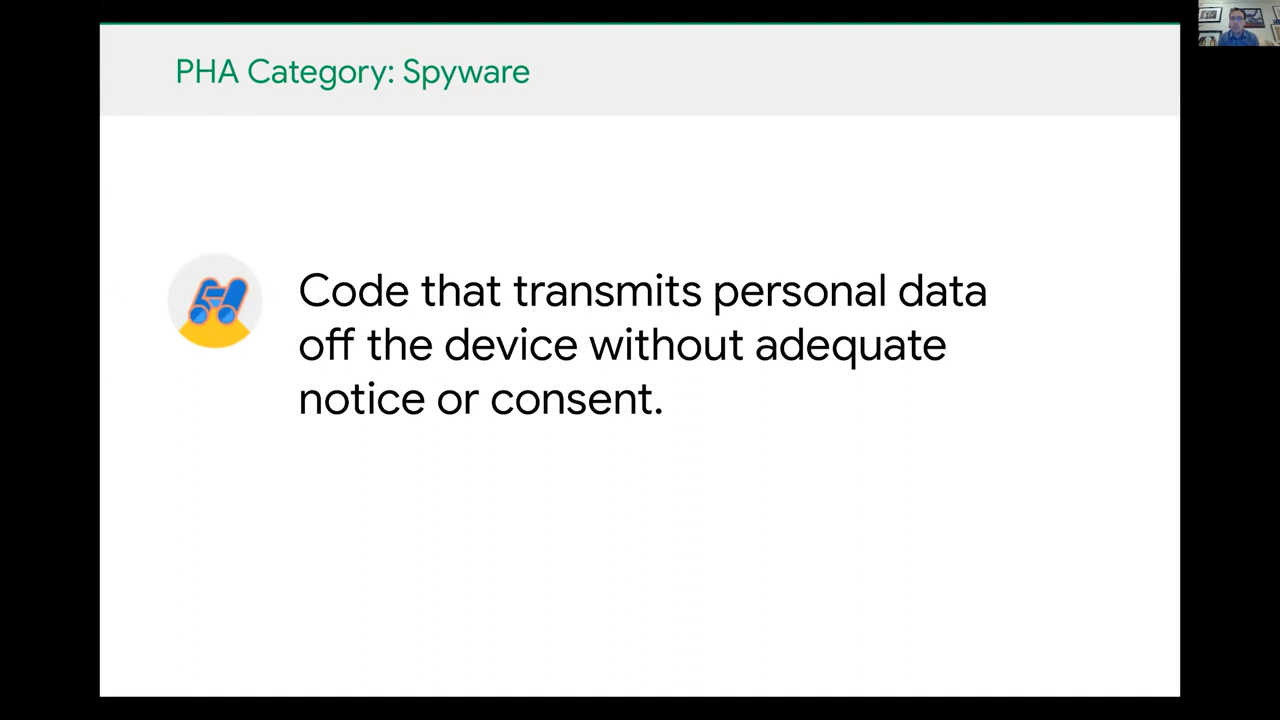 PHA Category: Spyware
Code that transmits personal data
off the device without adequate
notice or consent.